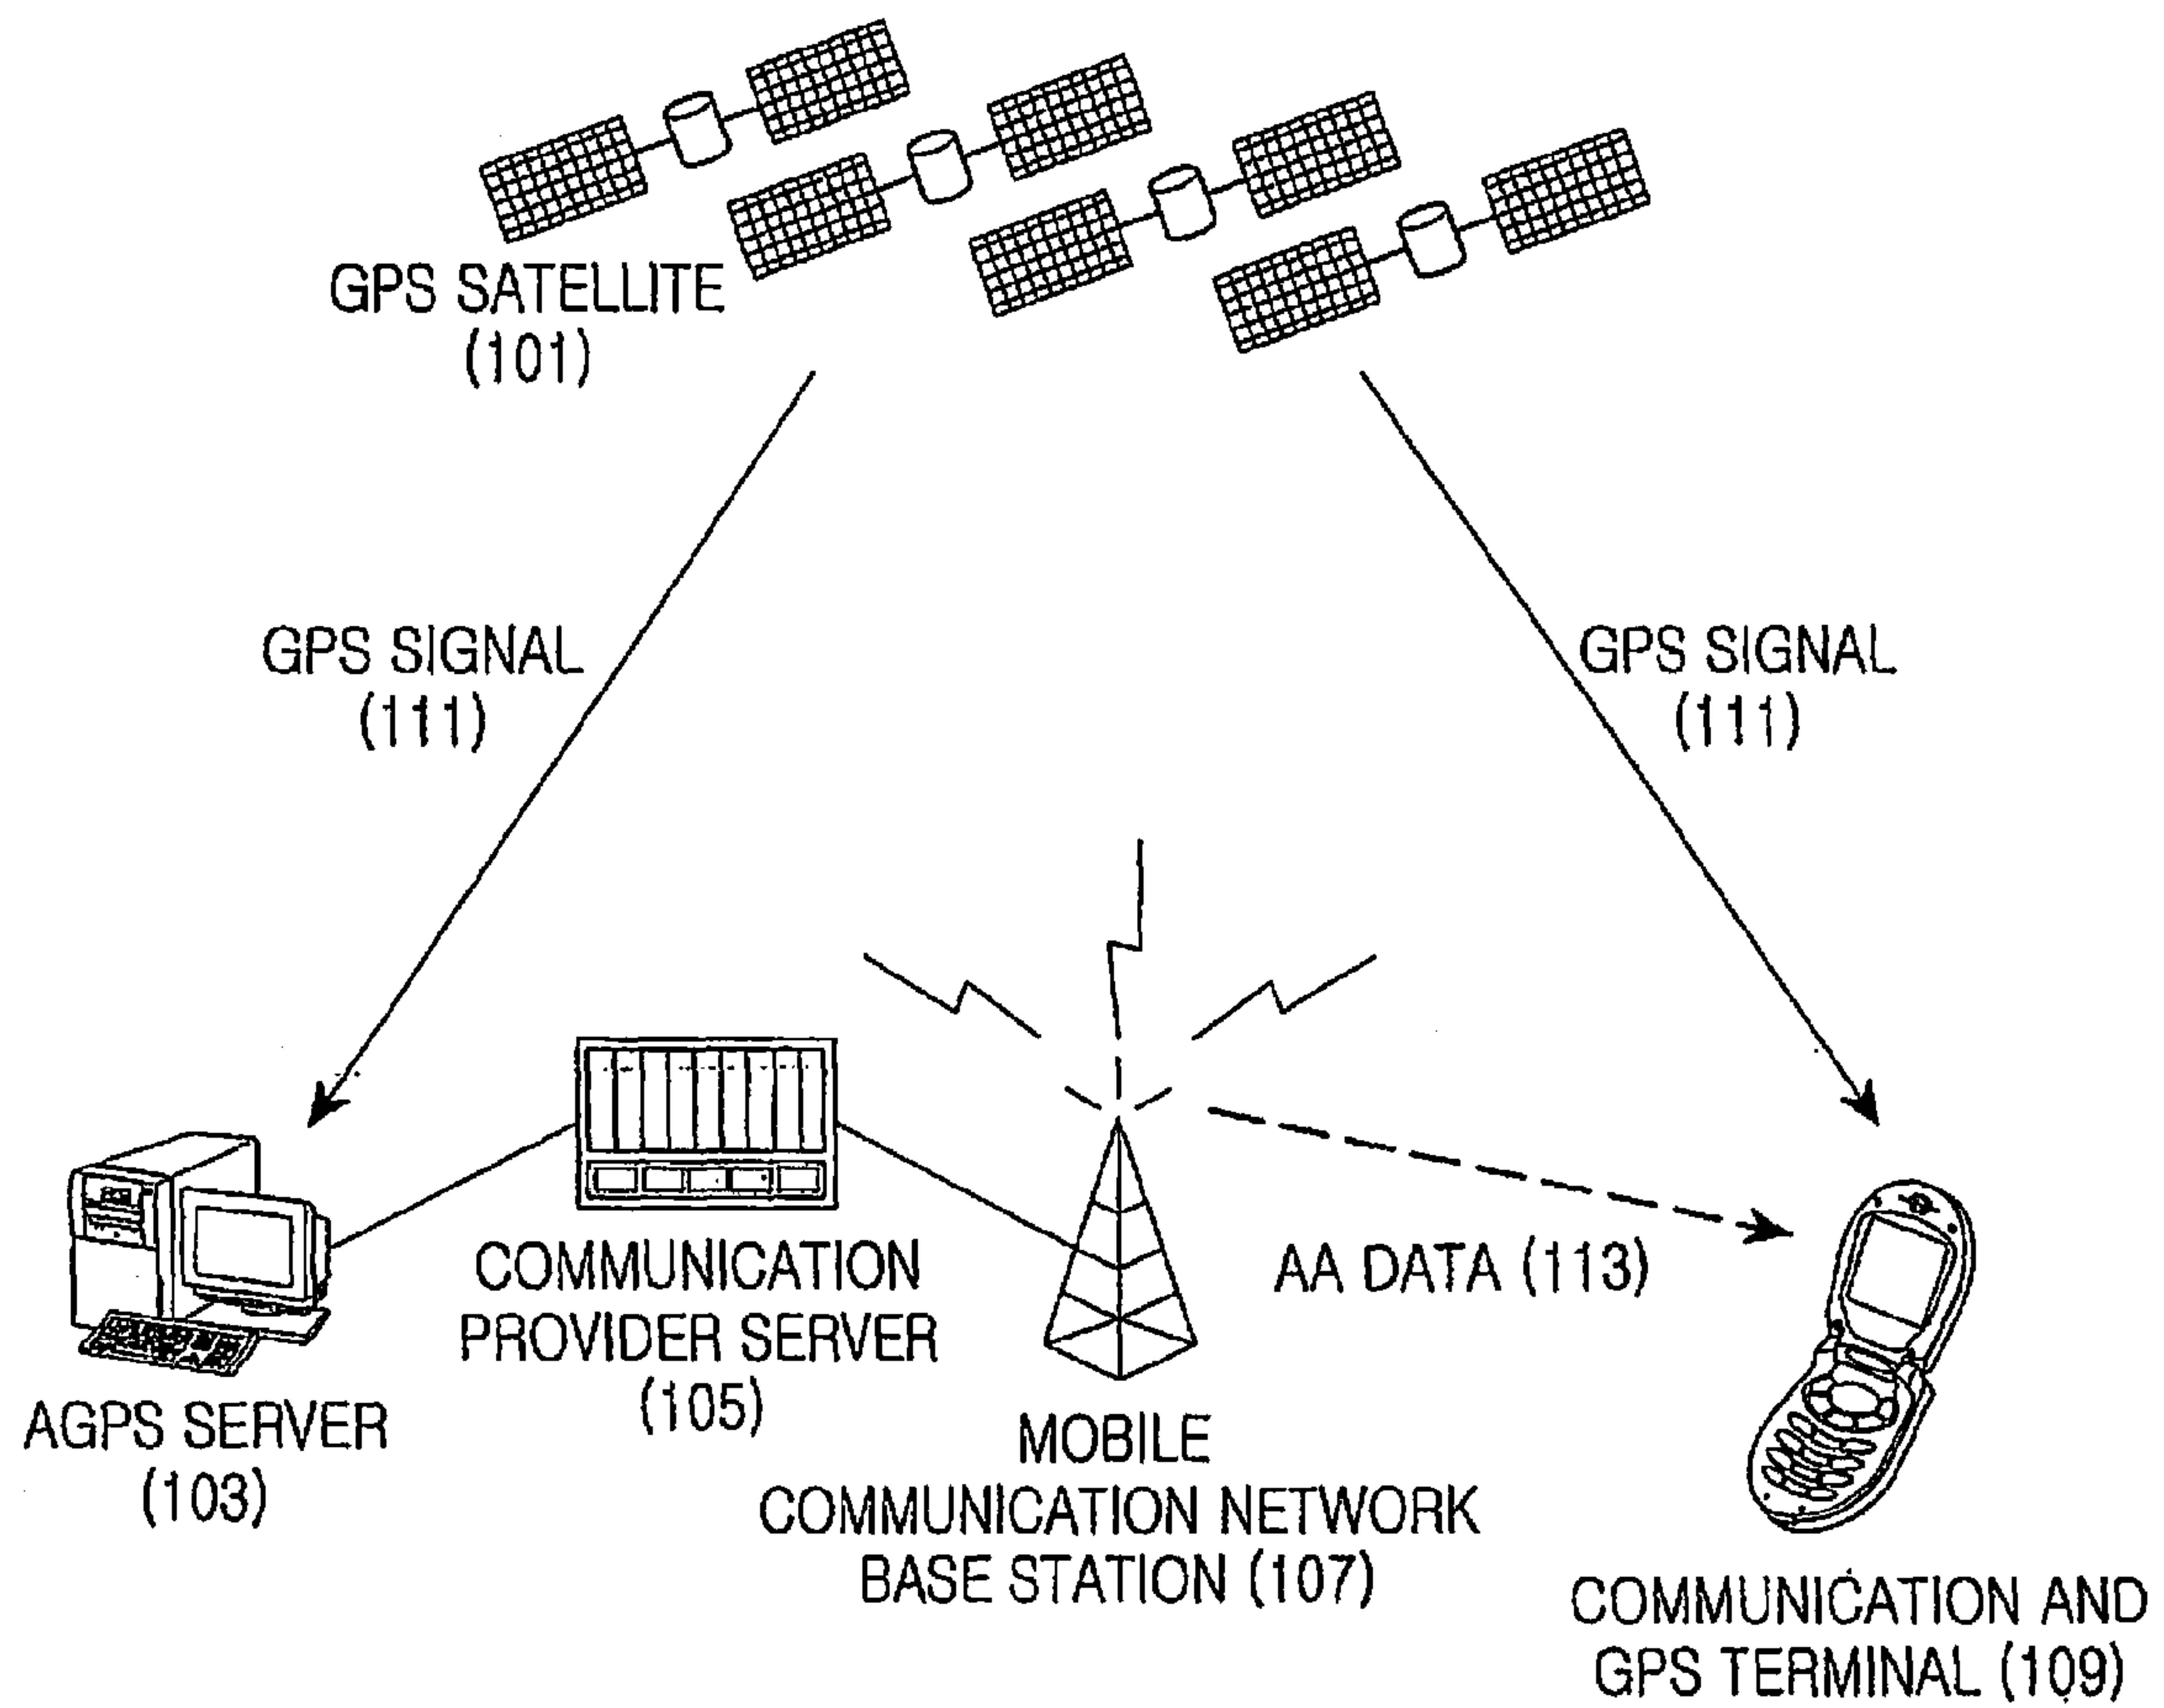 GPS SATELLITE
(101)
GPS SIGNAL
(111)
GPS SIGNAL
(111)
AGPS SERVER
(103)
COMMUNICATION
PROVIDER SERVER
(105)
MOBILE
COMMUNICATION NETWORK
BASE STATION (107)
AA DATA (113)
COMMUNICATION AND
GPS TERMINAL (109)